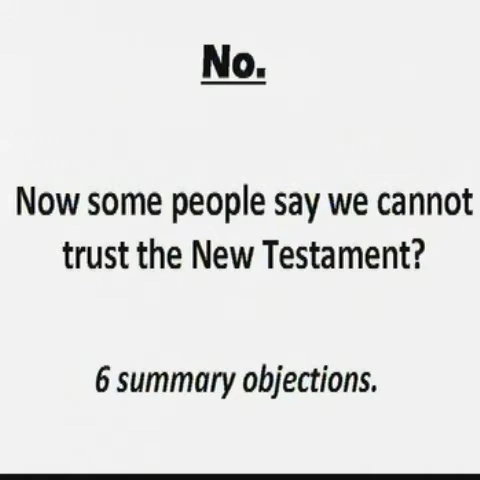 No.
Now some people say we cannot
trust the New Testament?
6 summary objections.